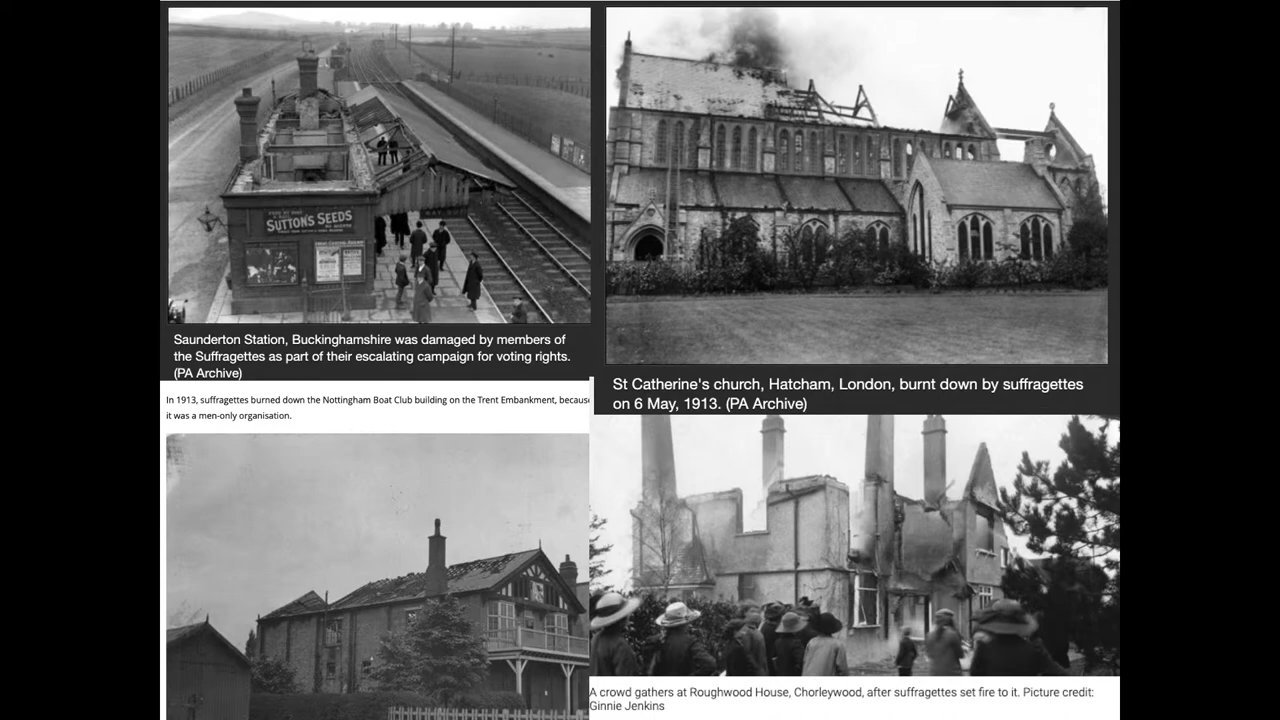 SUTTON'S SEEDS
Saunderton Station, Buckinghamshire was damaged by members of
the Suffragettes as part of their escalating campaign for voting rights.
(PA Archive)
St Catherine's church, Hatcham, London, burnt down by suffragettes
on 6 May, 1913. (PA Archive)
In 1913, suffragettes burned down the Nottingham Boat Club building on the Trent Embankment, becaus
it was a men-only organisation.
A crowd gathers at Roughwood House, Chorleywood, after suffragettes set fire to it. Picture credit:
Ginnie Jenkins